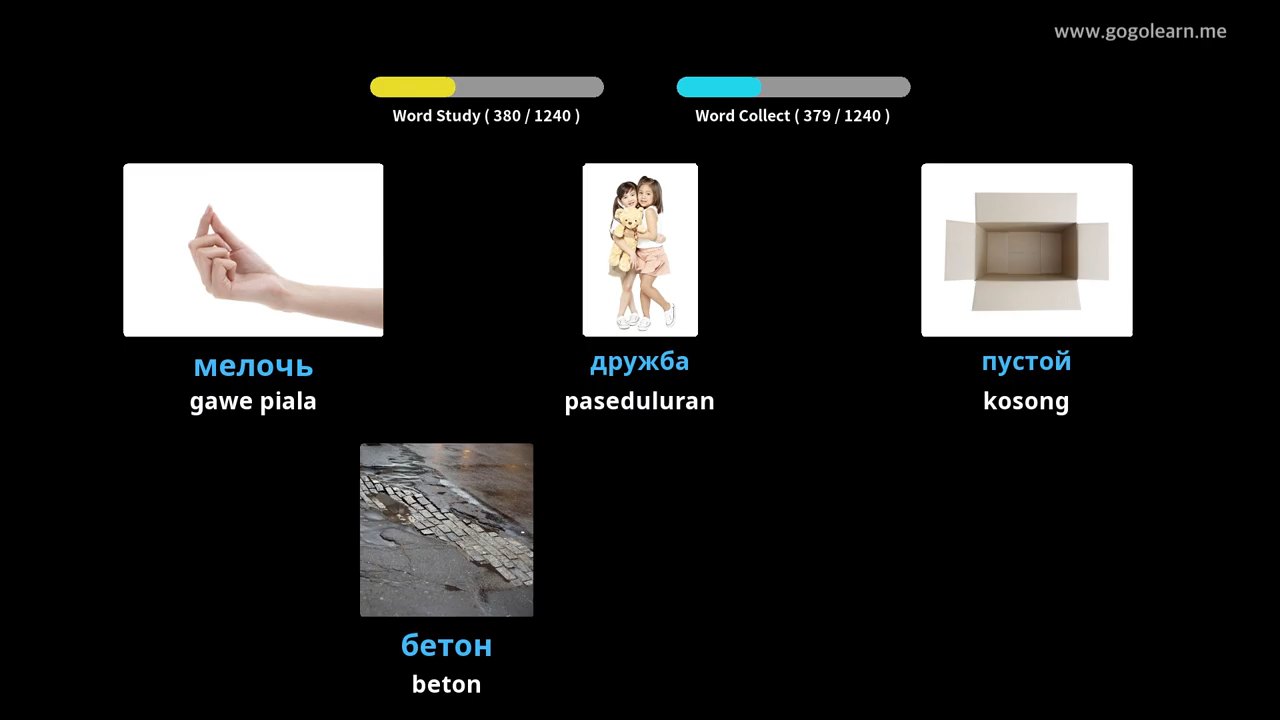 www.gogolearn.me
Word Study ( 380 / 1240 )
Word Collect ( 379 / 1240 )
мелочь
gawe piala
дружба
paseduluran
пустой
kosong
бетон
beton